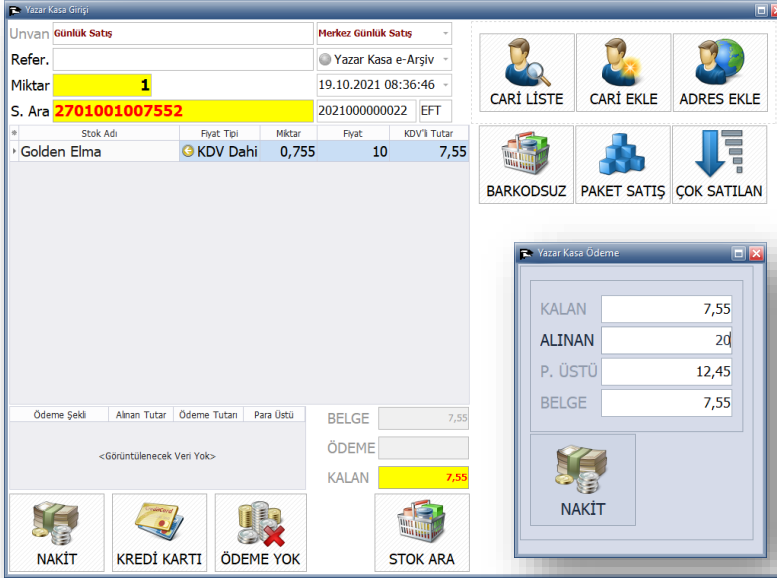 Yazar Kasa Girişi
Unvan Günlük Satış Merkez Günlük Satış
Refer. Yazar Kasa e-Arşiv
Miktar 1 19.10.2021 08:36:46
S. Ara 2701001007552 2021000000022 EFT
Stok Adı Fiyat Tipi Miktar Fiyat KDV'li Tutar
Golden Elma KDV Dahi 0,755 10 7,55
CARİ LİSTE CARİ EKLE ADRES EKLE
BARKODSUZ PAKET SATIŞ ÇOK SATILAN
Yazar Kasa Ödeme
KALAN 7,55
ALINAN 20
P. ÜSTÜ 12,45
BELGE 7,55
NAKİT
Ödeme Şekli Alınan Tutar Ödeme Tutarı Para Üstü
<Görüntülenecek Veri Yok>
BELGE 7,55
ÖDEME
KALAN 7,55
NAKİT KREDİ KARTI ÖDEME YOK STOK ARA